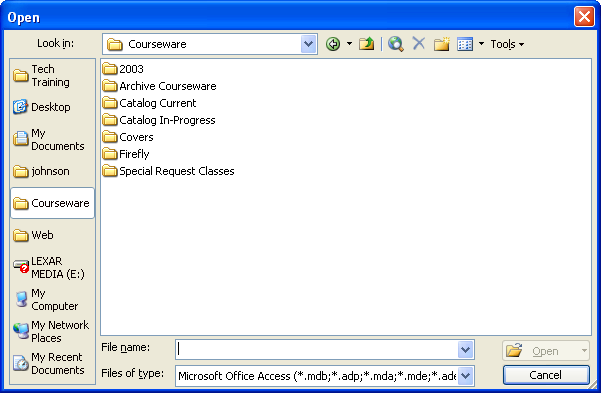 Open
Look in:
Courseware
Tools
Tech
Training
Desktop
My
Documents
johnson
Courseware
Web
LEXAR
MEDIA (E:)
My
Computer
My Network
Places
My Recent
Documents
2003
Archive Courseware
Catalog Current
Catalog In-Progress
Covers
Firefly
Special Request Classes
File name:
Open
Files of type:
Microsoft Office Access (*.mdb;*.adp;*.mda;*.mde;*.ade
Cancel